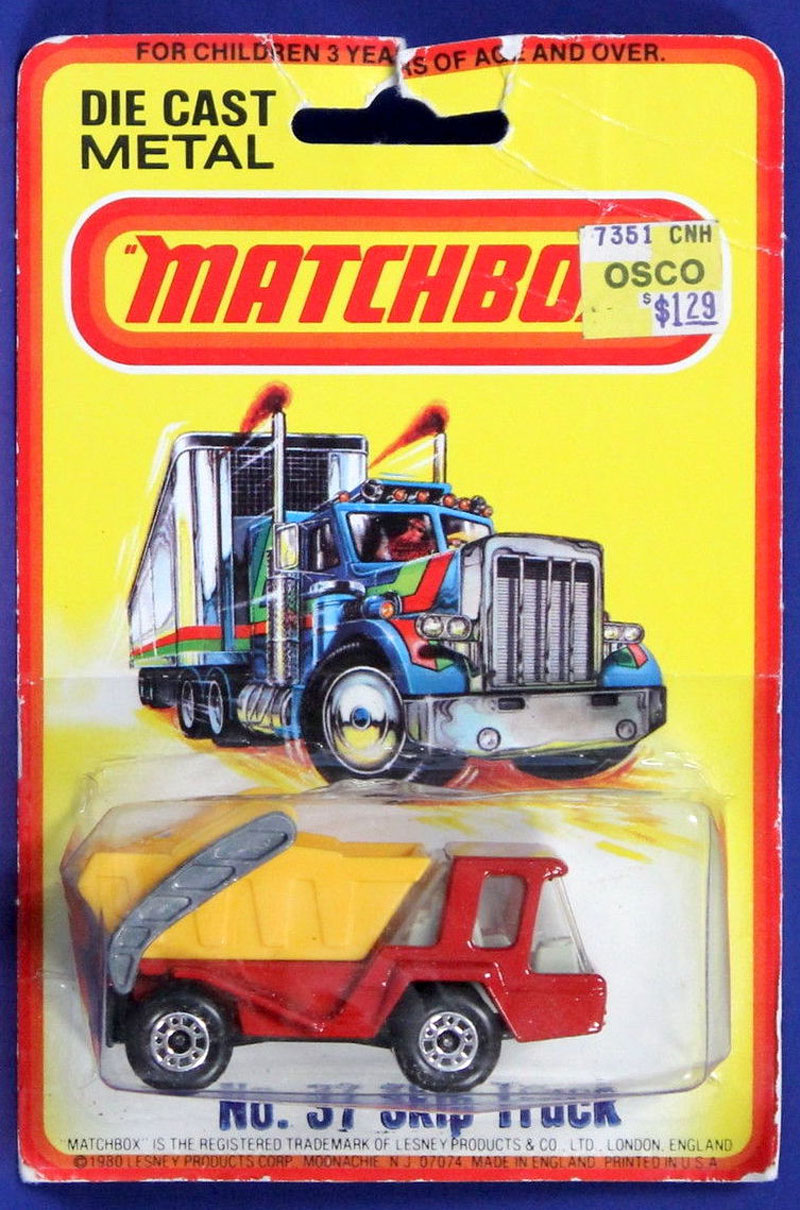 FOR CHILDREN 3 YEARS OF AGE AND OVER.
DIE CAST
METAL
"MATCHBO
7351 CNH
OSCO
$ $1.29
No. 37 Skip Truck
"MATCHBOX" IS THE REGISTERED TRADEMARK OF LESNEY PRODUCTS & CO. LTD., LONDON, ENGLAND
©1980 LESNEY PRODUCTS CORP. MOONACHIE, N.J. 07074 MADE IN ENGLAND PRINTED IN U.S.A.